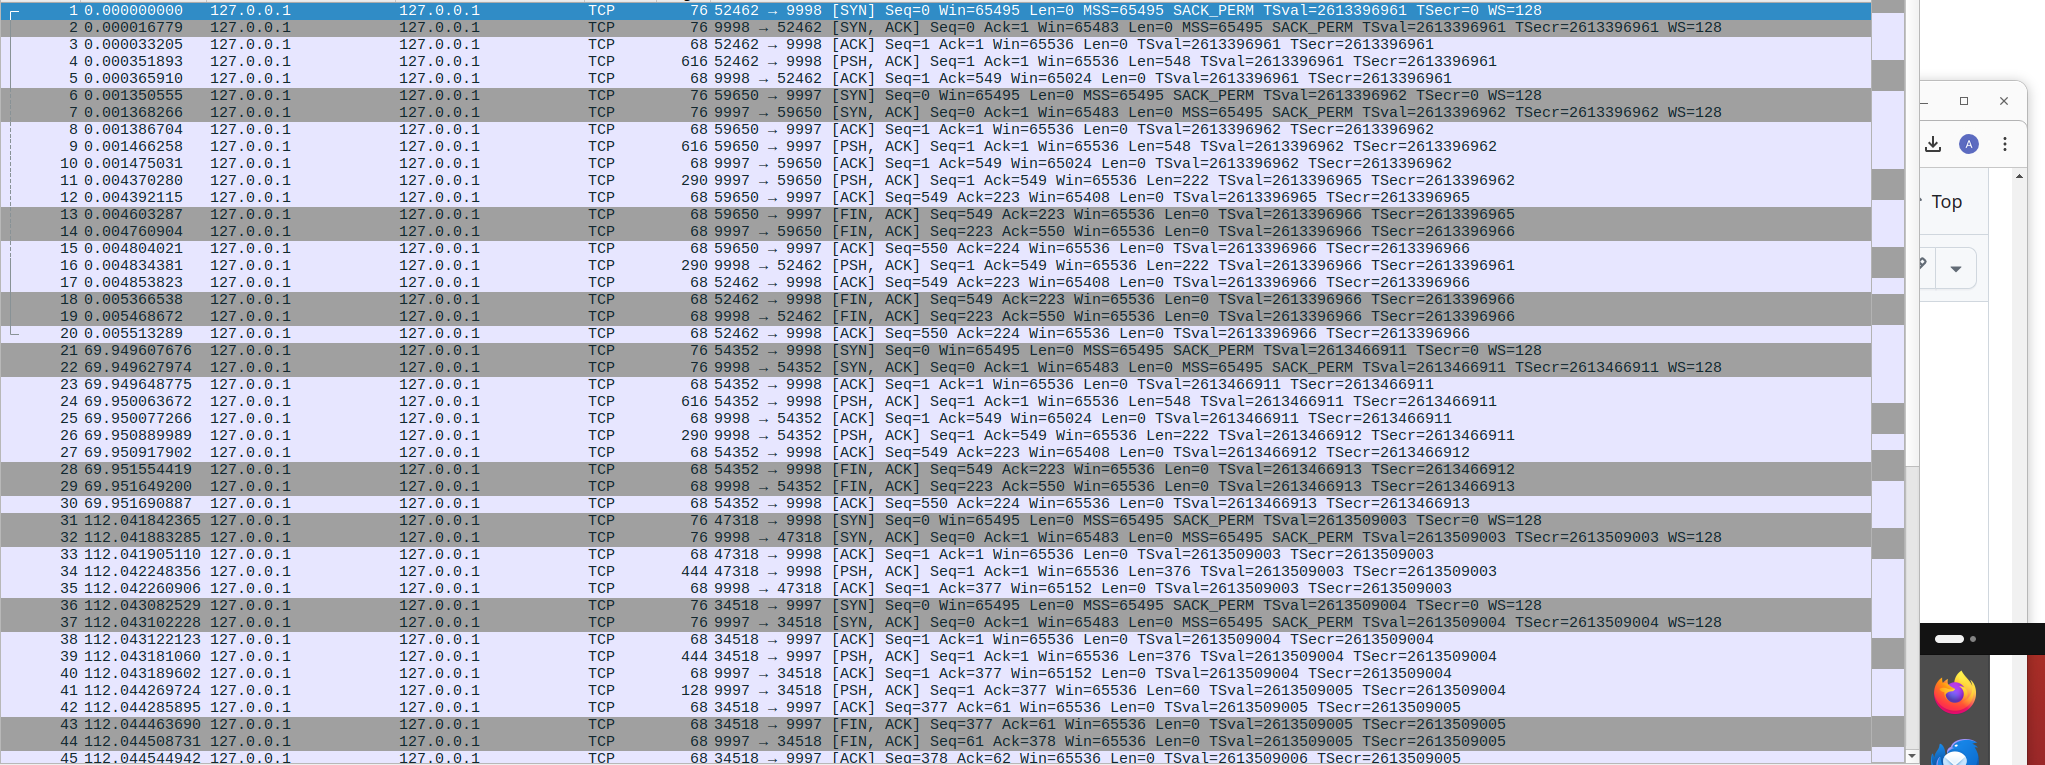 1 0.000000000 127.0.0.1 127.0.0.1 TCP 76 52462 → 9998 [SYN] Seq=0 Win=65495 Len=0 MSS=65495 SACK_PERM TSval=2613396961 TSecr=0 WS=128
2 0.000016779 127.0.0.1 127.0.0.1 TCP 76 9998 → 52462 [SYN, ACK] Seq=0 Ack=1 Win=65483 Len=0 MSS=65495 SACK_PERM TSval=2613396961 TSecr=2613396961 WS=128
3 0.000033205 127.0.0.1 127.0.0.1 TCP 68 52462 → 9998 [ACK] Seq=1 Ack=1 Win=65536 Len=0 TSval=2613396961 TSecr=2613396961
4 0.000351893 127.0.0.1 127.0.0.1 TCP 616 52462 → 9998 [PSH, ACK] Seq=1 Ack=1 Win=65536 Len=548 TSval=2613396961 TSecr=2613396961
5 0.000365910 127.0.0.1 127.0.0.1 TCP 68 9998 → 52462 [ACK] Seq=1 Ack=549 Win=65024 Len=0 TSval=2613396961 TSecr=2613396961
6 0.001350555 127.0.0.1 127.0.0.1 TCP 76 59650 → 9997 [SYN] Seq=0 Win=65495 Len=0 MSS=65495 SACK_PERM TSval=2613396962 TSecr=0 WS=128
7 0.001368266 127.0.0.1 127.0.0.1 TCP 76 9997 → 59650 [SYN, ACK] Seq=0 Ack=1 Win=65483 Len=0 MSS=65495 SACK_PERM TSval=2613396962 TSecr=2613396962 WS=128
8 0.001386704 127.0.0.1 127.0.0.1 TCP 68 59650 → 9997 [ACK] Seq=1 Ack=1 Win=65536 Len=0 TSval=2613396962 TSecr=2613396962
9 0.001466258 127.0.0.1 127.0.0.1 TCP 616 59650 → 9997 [PSH, ACK] Seq=1 Ack=1 Win=65536 Len=548 TSval=2613396962 TSecr=2613396962
10 0.001475031 127.0.0.1 127.0.0.1 TCP 68 9997 → 59650 [ACK] Seq=1 Ack=549 Win=65024 Len=0 TSval=2613396962 TSecr=2613396962
11 0.004370280 127.0.0.1 127.0.0.1 TCP 290 9997 → 59650 [PSH, ACK] Seq=1 Ack=549 Win=65536 Len=222 TSval=2613396965 TSecr=2613396962
12 0.004392115 127.0.0.1 127.0.0.1 TCP 68 59650 → 9997 [ACK] Seq=549 Ack=223 Win=65408 Len=0 TSval=2613396965 TSecr=2613396965
13 0.004603287 127.0.0.1 127.0.0.1 TCP 68 59650 → 9997 [FIN, ACK] Seq=549 Ack=223 Win=65536 Len=0 TSval=2613396966 TSecr=2613396965
14 0.004760904 127.0.0.1 127.0.0.1 TCP 68 9997 → 59650 [FIN, ACK] Seq=223 Ack=550 Win=65536 Len=0 TSval=2613396966 TSecr=2613396966
15 0.004804021 127.0.0.1 127.0.0.1 TCP 68 59650 → 9997 [ACK] Seq=550 Ack=224 Win=65536 Len=0 TSval=2613396966 TSecr=2613396966
16 0.004834381 127.0.0.1 127.0.0.1 TCP 290 9998 → 52462 [PSH, ACK] Seq=1 Ack=549 Win=65536 Len=222 TSval=2613396966 TSecr=2613396961
17 0.004853823 127.0.0.1 127.0.0.1 TCP 68 52462 → 9998 [ACK] Seq=549 Ack=223 Win=65408 Len=0 TSval=2613396966 TSecr=2613396966
18 0.005366538 127.0.0.1 127.0.0.1 TCP 68 52462 → 9998 [FIN, ACK] Seq=549 Ack=223 Win=65536 Len=0 TSval=2613396966 TSecr=2613396966
19 0.005468672 127.0.0.1 127.0.0.1 TCP 68 9998 → 52462 [FIN, ACK] Seq=223 Ack=550 Win=65536 Len=0 TSval=2613396966 TSecr=2613396966
20 0.005513289 127.0.0.1 127.0.0.1 TCP 68 52462 → 9998 [ACK] Seq=550 Ack=224 Win=65536 Len=0 TSval=2613396966 TSecr=2613396966
21 69.949607676 127.0.0.1 127.0.0.1 TCP 76 54352 → 9998 [SYN] Seq=0 Win=65495 Len=0 MSS=65495 SACK_PERM TSval=2613466911 TSecr=0 WS=128
22 69.949627974 127.0.0.1 127.0.0.1 TCP 76 9998 → 54352 [SYN, ACK] Seq=0 Ack=1 Win=65483 Len=0 MSS=65495 SACK_PERM TSval=2613466911 TSecr=2613466911 WS=128
23 69.949648775 127.0.0.1 127.0.0.1 TCP 68 54352 → 9998 [ACK] Seq=1 Ack=1 Win=65536 Len=0 TSval=2613466911 TSecr=2613466911
24 69.950063672 127.0.0.1 127.0.0.1 TCP 616 54352 → 9998 [PSH, ACK] Seq=1 Ack=1 Win=65536 Len=548 TSval=2613466911 TSecr=2613466911
25 69.950077266 127.0.0.1 127.0.0.1 TCP 68 9998 → 54352 [ACK] Seq=1 Ack=549 Win=65024 Len=0 TSval=2613466911 TSecr=2613466911
26 69.950889989 127.0.0.1 127.0.0.1 TCP 290 9998 → 54352 [PSH, ACK] Seq=1 Ack=549 Win=65536 Len=222 TSval=2613466912 TSecr=2613466911
27 69.950917902 127.0.0.1 127.0.0.1 TCP 68 54352 → 9998 [ACK] Seq=549 Ack=223 Win=65408 Len=0 TSval=2613466912 TSecr=2613466912
28 69.951554419 127.0.0.1 127.0.0.1 TCP 68 54352 → 9998 [FIN, ACK] Seq=549 Ack=223 Win=65536 Len=0 TSval=2613466913 TSecr=2613466912
29 69.951649200 127.0.0.1 127.0.0.1 TCP 68 9998 → 54352 [FIN, ACK] Seq=223 Ack=550 Win=65536 Len=0 TSval=2613466913 TSecr=2613466913
30 69.951690887 127.0.0.1 127.0.0.1 TCP 68 54352 → 9998 [ACK] Seq=550 Ack=224 Win=65536 Len=0 TSval=2613466913 TSecr=2613466913
31 112.041842365 127.0.0.1 127.0.0.1 TCP 76 47318 → 9998 [SYN] Seq=0 Win=65495 Len=0 MSS=65495 SACK_PERM TSval=2613509003 TSecr=0 WS=128
32 112.041883285 127.0.0.1 127.0.0.1 TCP 76 9998 → 47318 [SYN, ACK] Seq=0 Ack=1 Win=65483 Len=0 MSS=65495 SACK_PERM TSval=2613509003 TSecr=2613509003 WS=128
33 112.041905110 127.0.0.1 127.0.0.1 TCP 68 47318 → 9998 [ACK] Seq=1 Ack=1 Win=65536 Len=0 TSval=2613509003 TSecr=2613509003
34 112.042248356 127.0.0.1 127.0.0.1 TCP 444 47318 → 9998 [PSH, ACK] Seq=1 Ack=1 Win=65536 Len=376 TSval=2613509003 TSecr=2613509003
35 112.042260906 127.0.0.1 127.0.0.1 TCP 68 9998 → 47318 [ACK] Seq=1 Ack=377 Win=65152 Len=0 TSval=2613509003 TSecr=2613509003
36 112.043082529 127.0.0.1 127.0.0.1 TCP 76 34518 → 9997 [SYN] Seq=0 Win=65495 Len=0 MSS=65495 SACK_PERM TSval=2613509004 TSecr=0 WS=128
37 112.043102228 127.0.0.1 127.0.0.1 TCP 76 9997 → 34518 [SYN, ACK] Seq=0 Ack=1 Win=65483 Len=0 MSS=65495 SACK_PERM TSval=2613509004 TSecr=2613509004 WS=128
38 112.043122123 127.0.0.1 127.0.0.1 TCP 68 34518 → 9997 [ACK] Seq=1 Ack=1 Win=65536 Len=0 TSval=2613509004 TSecr=2613509004
39 112.043181060 127.0.0.1 127.0.0.1 TCP 444 34518 → 9997 [PSH, ACK] Seq=1 Ack=1 Win=65536 Len=376 TSval=2613509004 TSecr=2613509004
40 112.043189602 127.0.0.1 127.0.0.1 TCP 68 9997 → 34518 [ACK] Seq=1 Ack=377 Win=65152 Len=0 TSval=2613509004 TSecr=2613509004
41 112.044269724 127.0.0.1 127.0.0.1 TCP 128 9997 → 34518 [PSH, ACK] Seq=1 Ack=377 Win=65536 Len=60 TSval=2613509005 TSecr=2613509004
42 112.044285895 127.0.0.1 127.0.0.1 TCP 68 34518 → 9997 [ACK] Seq=377 Ack=61 Win=65536 Len=0 TSval=2613509005 TSecr=2613509005
43 112.044463690 127.0.0.1 127.0.0.1 TCP 68 34518 → 9997 [FIN, ACK] Seq=377 Ack=61 Win=65536 Len=0 TSval=2613509005 TSecr=2613509005
44 112.044508731 127.0.0.1 127.0.0.1 TCP 68 9997 → 34518 [FIN, ACK] Seq=61 Ack=378 Win=65536 Len=0 TSval=2613509005 TSecr=2613509005
45 112.044544942 127.0.0.1 127.0.0.1 TCP 68 34518 → 9997 [ACK] Seq=378 Ack=62 Win=65536 Len=0 TSval=2613509006 TSecr=2613509005
A
Top